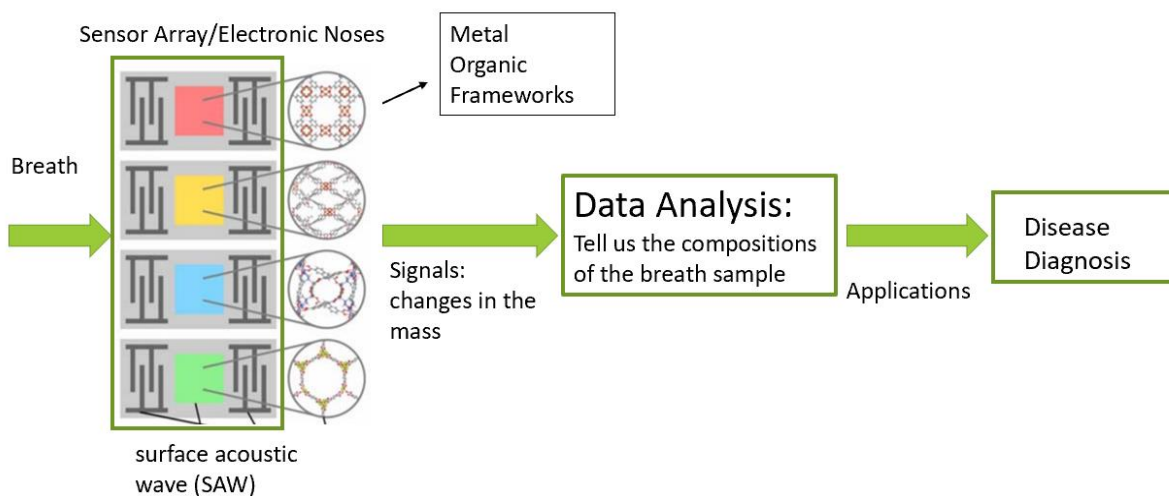 Sensor Array/Electronic Noses
Metal
Organic
Frameworks
Breath
Signals:
changes in the
mass
Data Analysis:
Tell us the compositions
of the breath sample
Applications
Disease
Diagnosis
surface acoustic
wave (SAW)